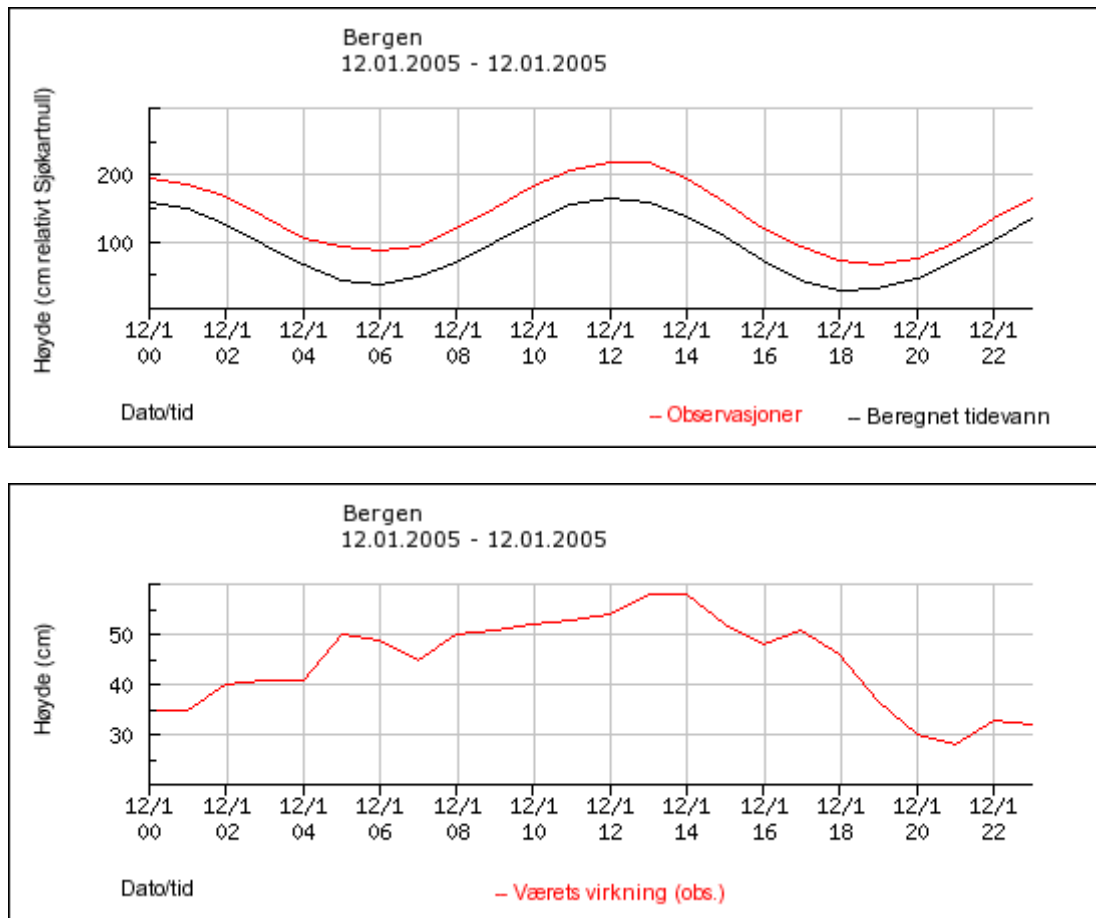 Bergen
12.01.2005 - 12.01.2005
Høyde (cm relativt Sjøkartnull)
200
100
12/1 12/1 12/1 12/1 12/1 12/1 12/1 12/1 12/1 12/1 12/1 12/1
00 02 04 06 08 10 12 14 16 18 20 22
Dato/tid
– Observasjoner – Beregnet tidevann
Bergen
12.01.2005 - 12.01.2005
Høyde (cm)
50
40
30
12/1 12/1 12/1 12/1 12/1 12/1 12/1 12/1 12/1 12/1 12/1 12/1
00 02 04 06 08 10 12 14 16 18 20 22
Dato/tid
– Værets virkning (obs.)